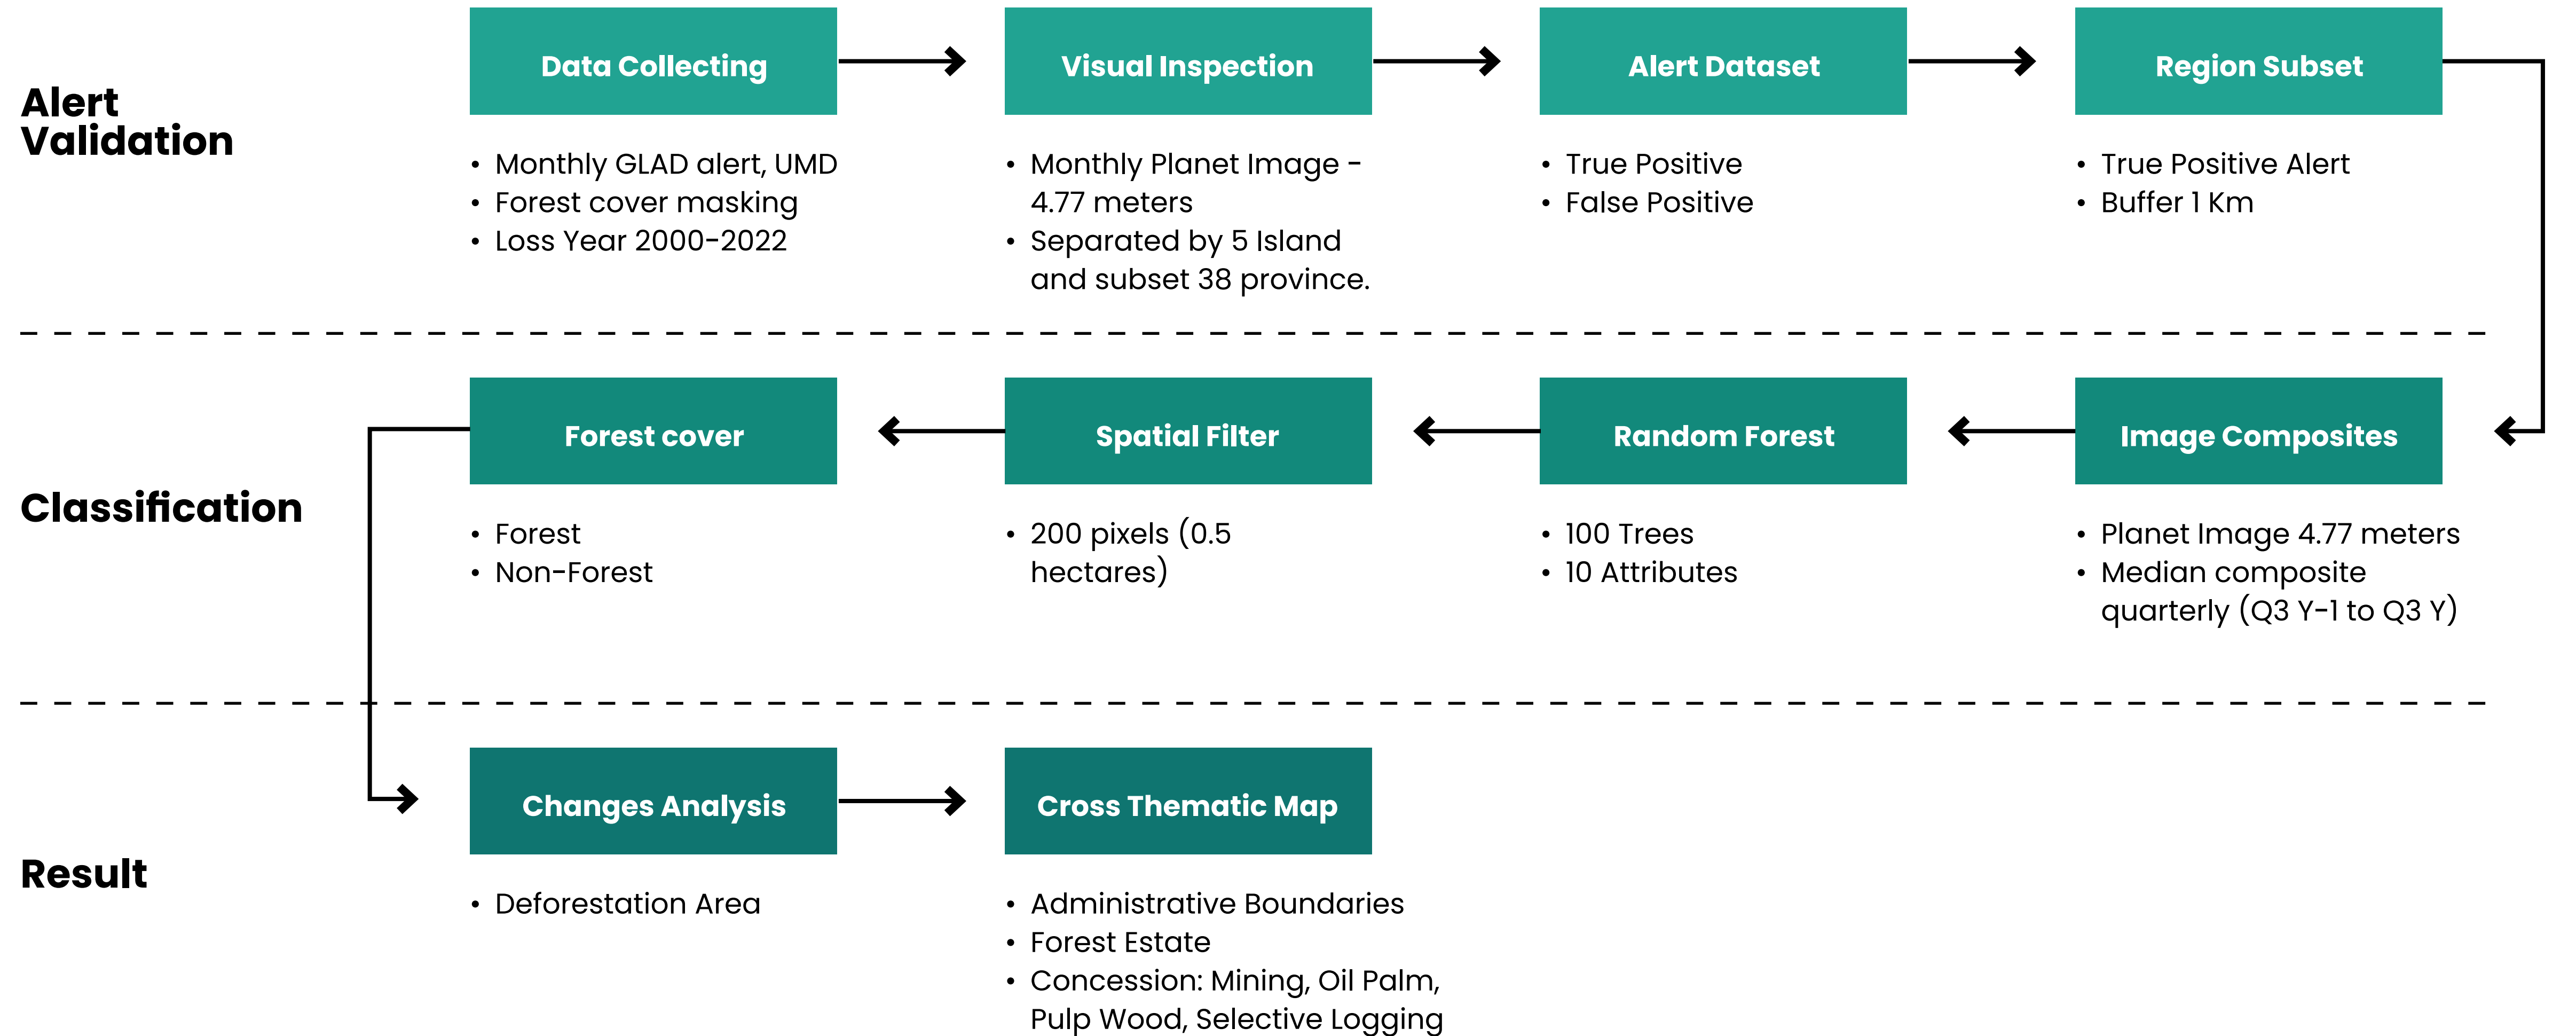 Alert
Validation
Data Collecting
• Monthly GLAD alert, UMD
• Forest cover masking
• Loss Year 2000-2022
Visual Inspection
• Monthly Planet Image -
4.77 meters
• Separated by 5 Island
and subset 38 province.
Alert Dataset
• True Positive
• False Positive
Region Subset
• True Positive Alert
• Buffer 1 Km
Classification
Image Composites
• Planet Image 4.77 meters
• Median composite
quarterly (Q3 Y-1 to Q3 Y)
Random Forest
• 100 Trees
• 10 Attributes
Spatial Filter
• 200 pixels (0.5
hectares)
Forest cover
• Forest
• Non-Forest
Result
Changes Analysis
• Deforestation Area
Cross Thematic Map
• Administrative Boundaries
• Forest Estate
• Concession: Mining, Oil Palm,
Pulp Wood, Selective Logging